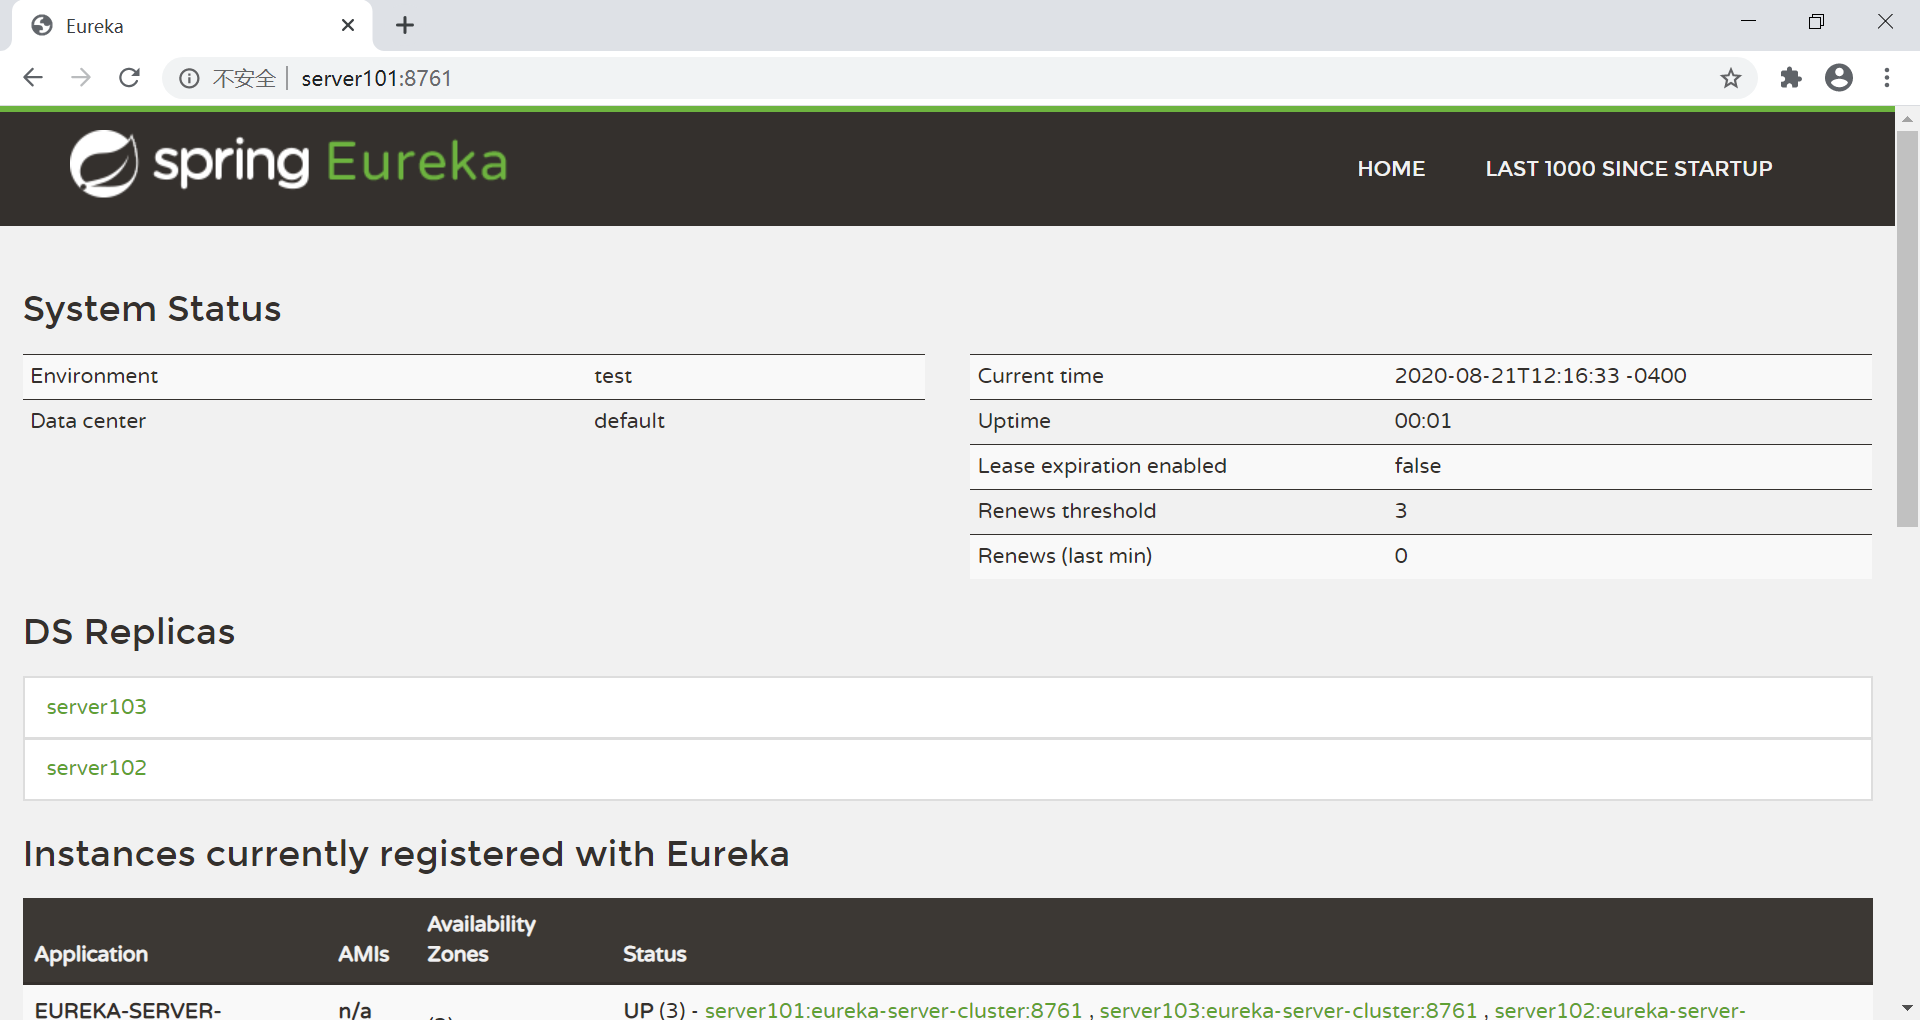 Eureka
不安全 server101:8761
spring Eureka
HOME LAST 1000 SINCE STARTUP
System Status
Environment test
Data center default
Current time 2020-08-21T12:16:33 -0400
Uptime 00:01
Lease expiration enabled false
Renews threshold 3
Renews (last min) 0
DS Replicas
server103
server102
Instances currently registered with Eureka
Application AMIs Availability Zones Status
EUREKA-SERVER- n/a UP (3) - server101:eureka-server-cluster:8761 , server103:eureka-server-cluster:8761 , server102:eureka-server-